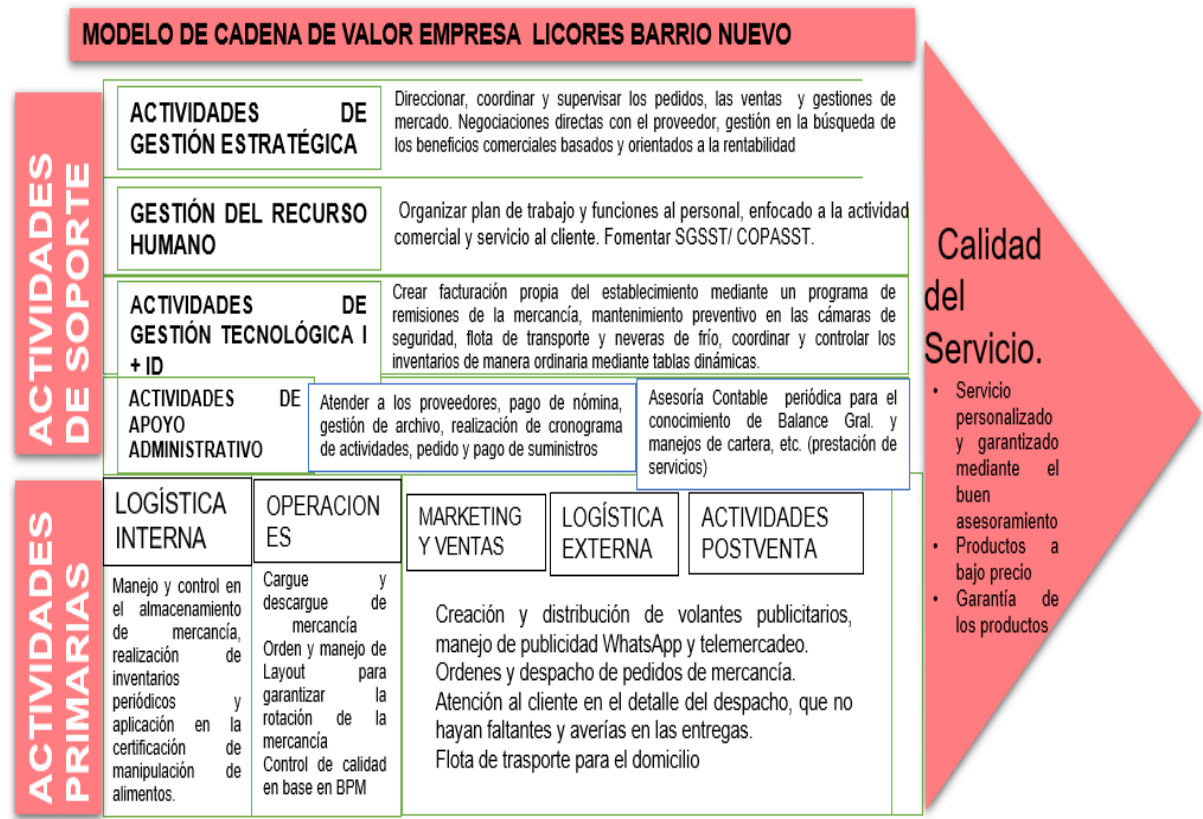 MODELO DE CADENA DE VALOR EMPRESA LICORES BARRIO NUEVO
ACTIVIDADES
DE SOPORTE
ACTIVIDADES DE
GESTIÓN ESTRATÉGICA
Direccionar, coordinar y supervisar los pedidos, las ventas y gestiones de
mercado. Negociaciones directas con el proveedor, gestión en la búsqueda de
los beneficios comerciales basados y orientados a la rentabilidad
GESTIÓN DEL RECURSO
HUMANO
Organizar plan de trabajo y funciones al personal, enfocado a la actividad
comercial y servicio al cliente. Fomentar SGSST/ COPASST.
ACTIVIDADES DE
GESTIÓN TECNOLÓGICA I
+ ID
Crear facturación propia del establecimiento mediante un programa de
remisiones de la mercancía, mantenimiento preventivo en las cámaras de
seguridad, flota de transporte y neveras de frío, coordinar y controlar los
inventarios de manera ordinaria mediante tablas dinámicas.
ACTIVIDADES DE
APOYO
ADMINISTRATIVO
Atender a los proveedores, pago de nómina,
gestión de archivo, realización de cronograma
de actividades, pedido y pago de suministros
Asesoría Contable periódica para el
conocimiento de Balance Gral. y
manejos de cartera, etc. (prestación de
servicios)
ACTIVIDADES
PRIMARIAS
LOGÍSTICA
INTERNA
Manejo y control en
el almacenamiento
de mercancía,
realización de
inventarios
periódicos y
aplicación en la
certificación de
manipulación de
alimentos.
OPERACION
ES
Cargue y
descargue de
mercancía
Orden y manejo de
Layout para
garantizar la
rotación de la
mercancía
Control de calidad
en base en BPM
MARKETING
Y VENTAS
LOGÍSTICA
EXTERNA
ACTIVIDADES
POSTVENTA
Creación y distribución de volantes publicitarios,
manejo de publicidad WhatsApp y telemercadeo.
Ordenes y despacho de pedidos de mercancía.
Atención al cliente en el detalle del despacho, que no
hayan faltantes y averías en las entregas.
Flota de trasporte para el domicilio
Calidad
del
Servicio.
• Servicio
personalizado
y garantizado
mediante el
buen
asesoramiento
• Productos a
bajo precio
• Garantía de
los productos